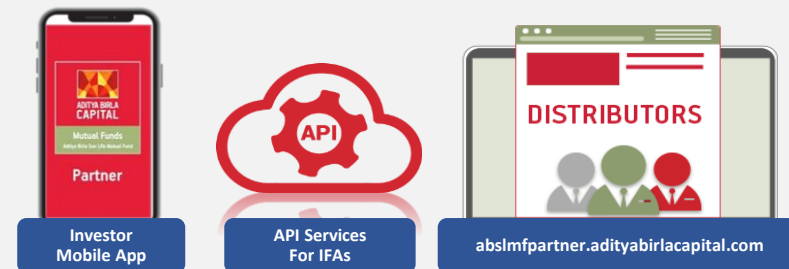 ADITYA BIRLA
CAPITAL
Mutual Funds
Aditya Birla Sun Life Mutual Fund
Partner
Investor
Mobile App
API
API Services
For IFAs
DISTRIBUTORS
abslmfpartner.adityabirlacapital.com